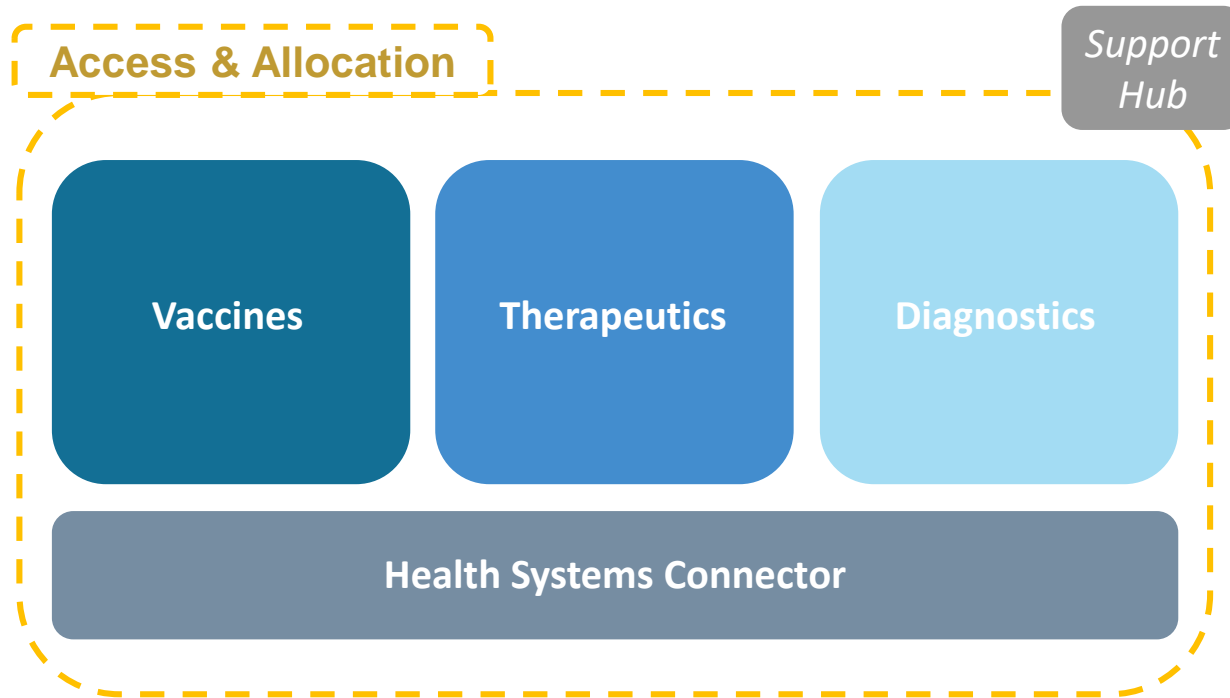 Access & Allocation
Support
Hub
Vaccines
Therapeutics
Diagnostics
Health Systems Connector